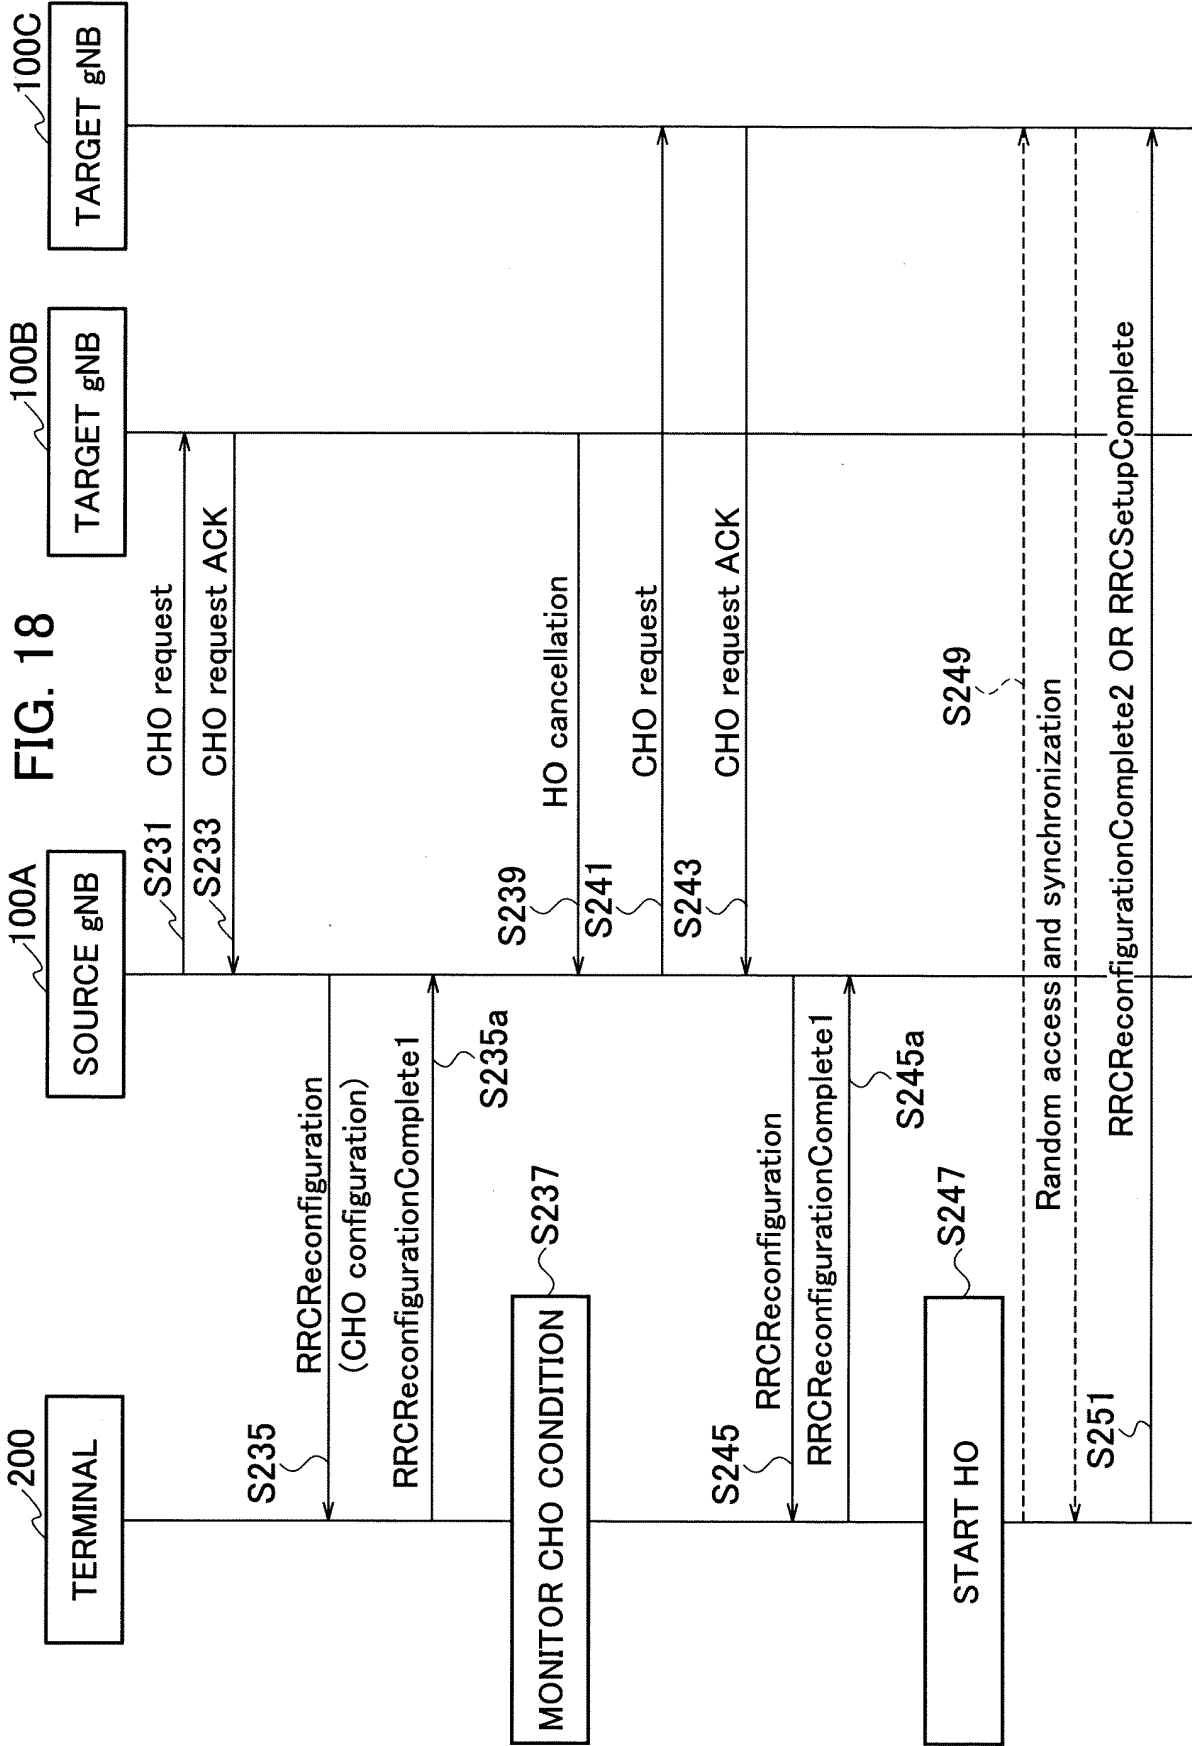 FIG. 18
200
TERMINAL
100A
SOURCE gNB
100B
TARGET gNB
100C
TARGET gNB
S231
CHO request
S233
CHO request ACK
S235
RRCReconfiguration
(CHO configuration)
RRCReconfigurationComplete1
S235a
MONITOR CHO CONDITION
S237
S239
HO cancellation
S241
CHO request
S243
CHO request ACK
S245
RRCReconfiguration
RRCReconfigurationComplete1
S245a
START HO
S247
S249
Random access and synchronization
S251
RRCReconfigurationComplete2 OR RRCSetupComplete